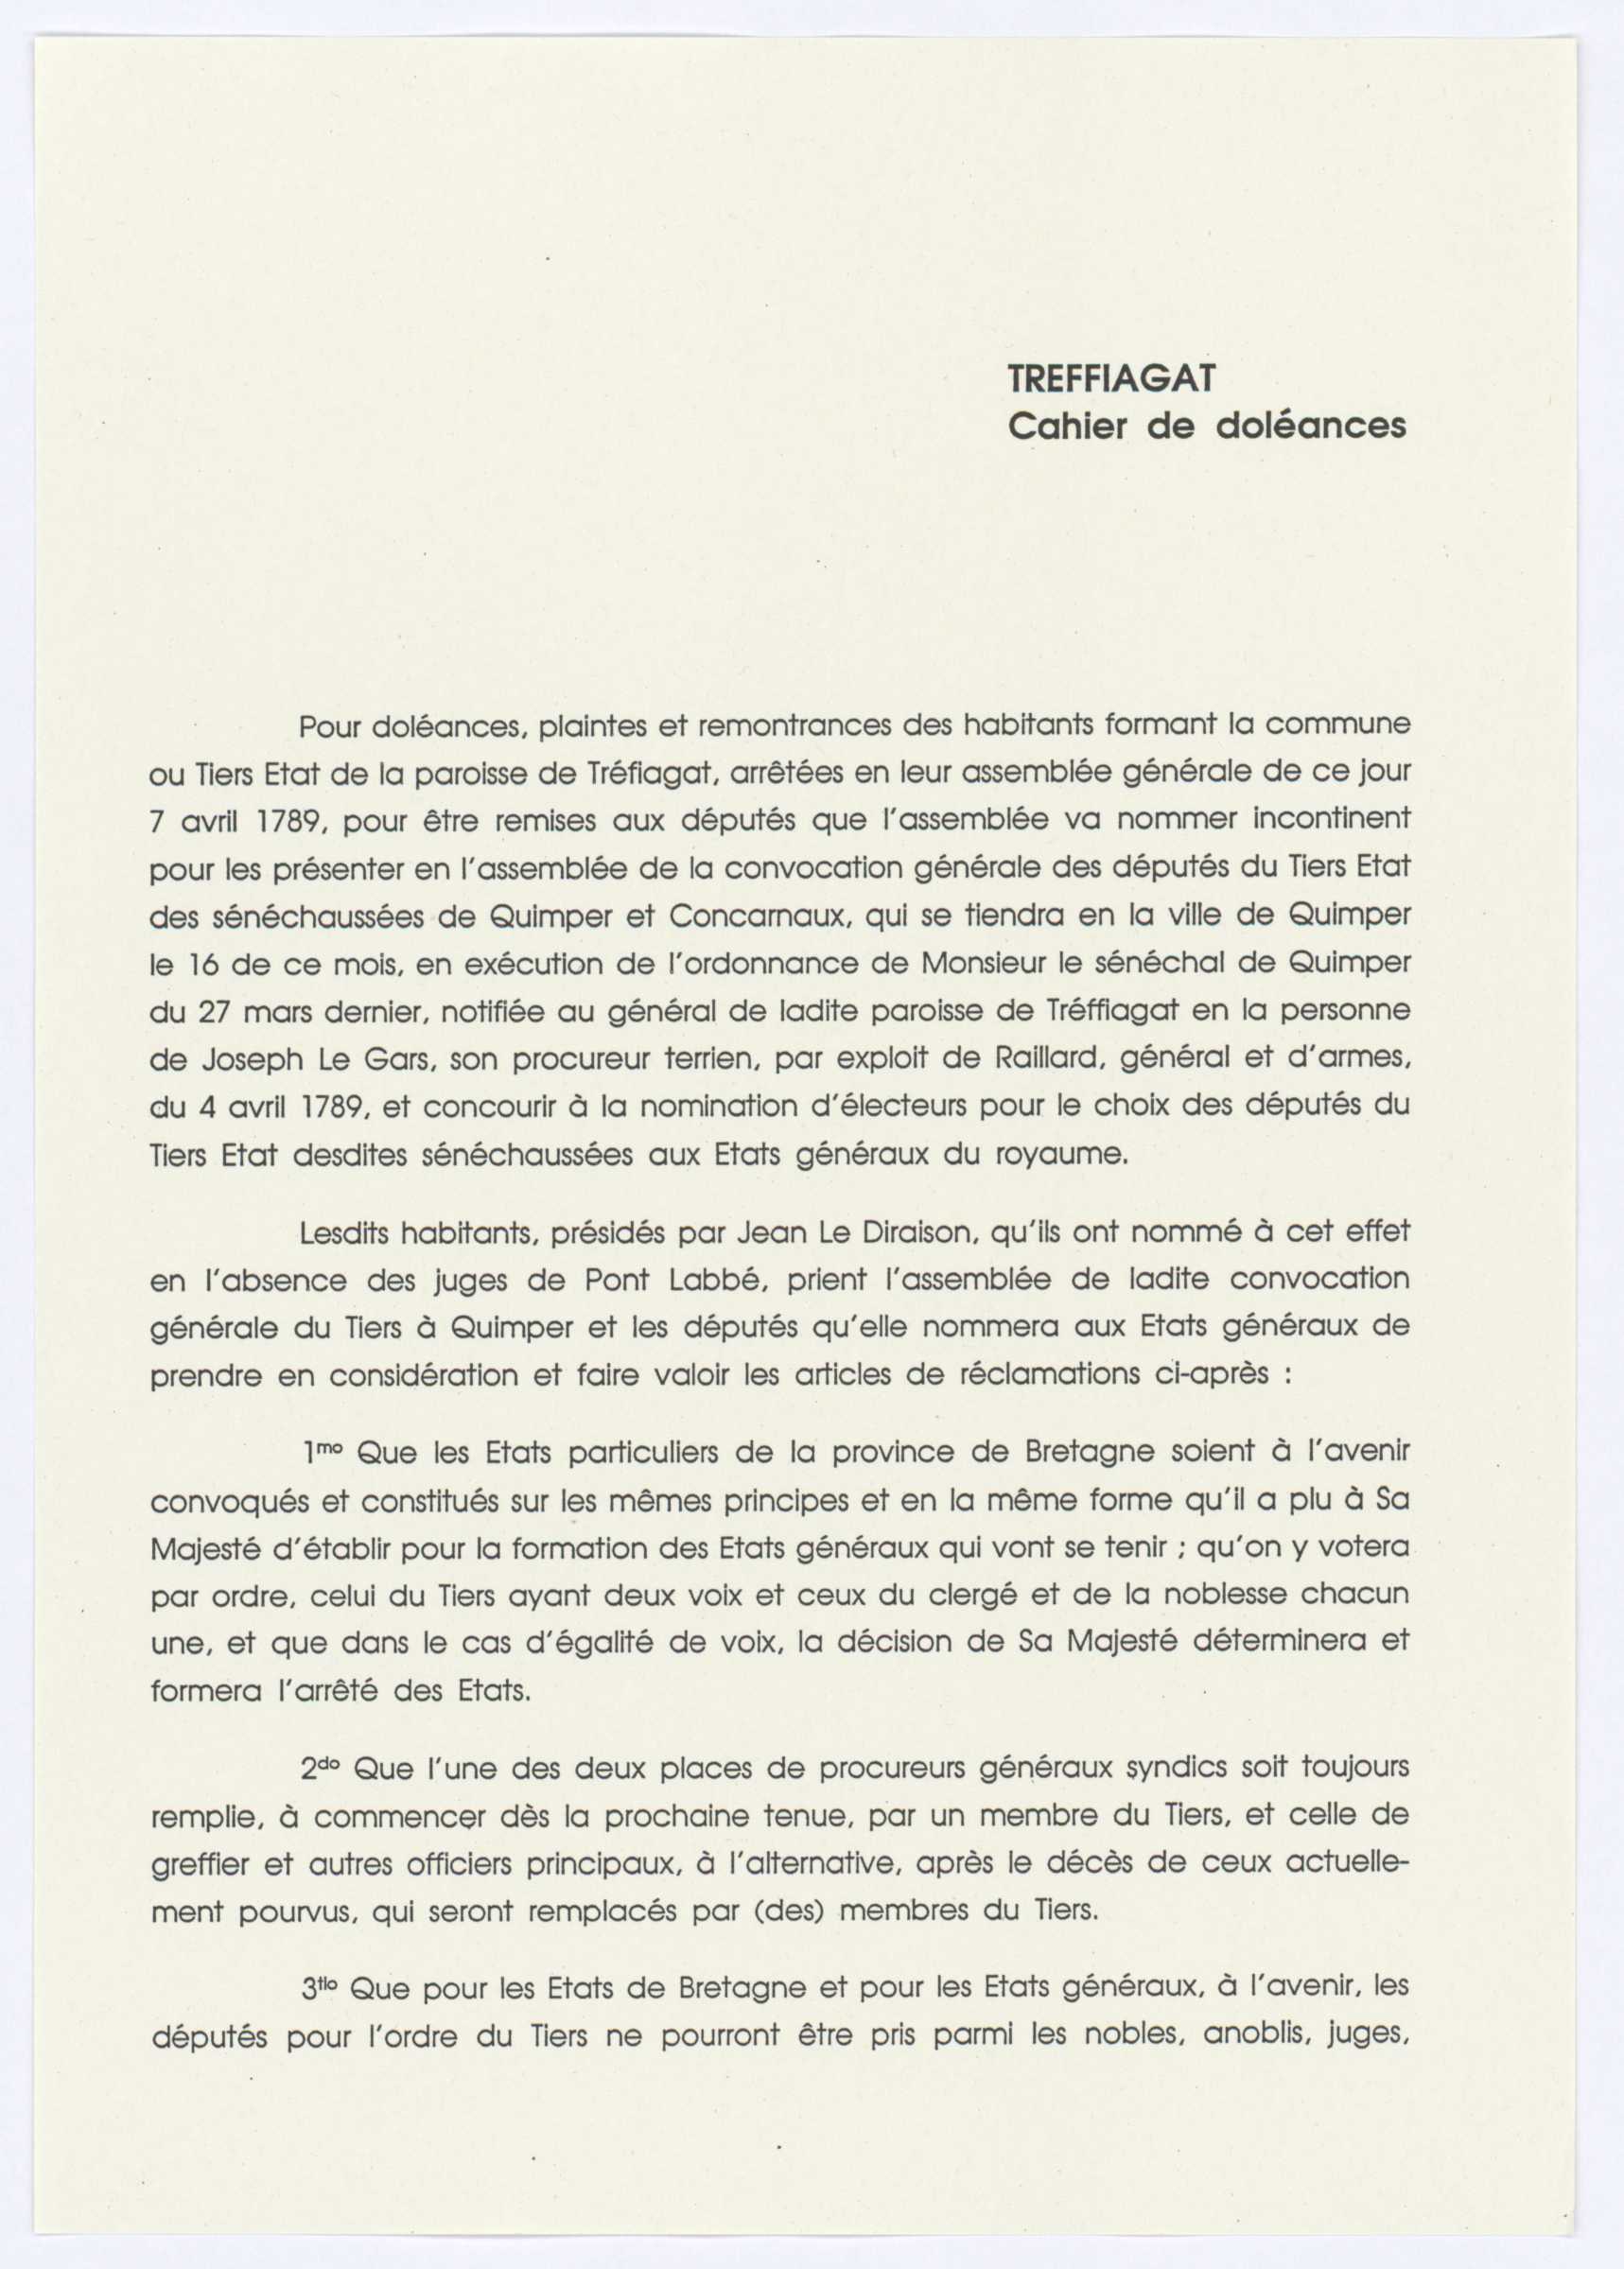 TREFFIAGAT
Cahier de doléances
Pour doléances, plaintes et remontrances des habitants formant la commune
ou Tiers Etat de la paroisse de Tréfiagat, arrêtées en leur assemblée générale de ce jour
7 avril 1789, pour être remises aux députés que l'assemblée va nommer incontinent
pour les présenter en l'assemblée de la convocation générale des députés du Tiers Etat
des sénéchaussées de Quimper et Concarnaux, qui se tiendra en la ville de Quimper
le 16 de ce mois, en exécution de l'ordonnance de Monsieur le sénéchal de Quimper
du 27 mars dernier, notifiée au général de ladite paroisse de Tréffiagat en la personne
de Joseph Le Gars, son procureur terrien, par exploit de Raillard, général et d'armes,
du 4 avril 1789, et concourir à la nomination d'électeurs pour le choix des députés du
Tiers Etat desdites sénéchaussées aux Etats généraux du royaume.
Lesdits habitants, présidés par Jean Le Diraison, qu'ils ont nommé à cet effet
en l'absence des juges de Pont Labbé, prient l'assemblée de ladite convocation
générale du Tiers à Quimper et les députés qu'elle nommera aux Etats généraux de
prendre en considération et faire valoir les articles de réclamations ci-après :
1mo Que les Etats particuliers de la province de Bretagne soient à l'avenir
convoqués et constitués sur les mêmes principes et en la même forme qu'il a plu à Sa
Majesté d'établir pour la formation des Etats généraux qui vont se tenir ; qu'on y votera
par ordre, celui du Tiers ayant deux voix et ceux du clergé et de la noblesse chacun
une, et que dans le cas d'égalité de voix, la décision de Sa Majesté déterminera et
formera l'arrêté des Etats.
2do Que l'une des deux places de procureurs généraux syndics soit toujours
remplie, à commencer dès la prochaine tenue, par un membre du Tiers, et celle de
greffier et autres officiers principaux, à l'alternative, après le décès de ceux actuelle-
ment pourvus, qui seront remplacés par (des) membres du Tiers.
3tio Que pour les Etats de Bretagne et pour les Etats généraux, à l'avenir, les
députés pour l'ordre du Tiers ne pourront être pris parmi les nobles, anoblis, juges,